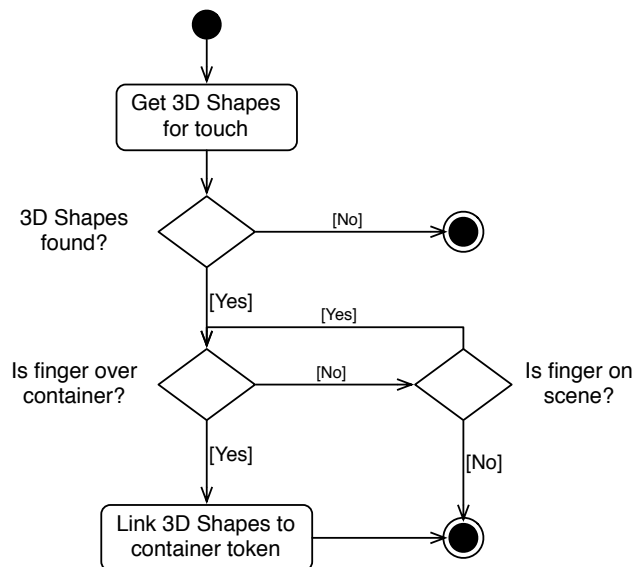 Get 3D Shapes
for touch
3D Shapes
found?
[No]
[Yes]
[Yes]
Is finger over
container?
[No]
Is finger on
scene?
[Yes]
[No]
Link 3D Shapes to
container token